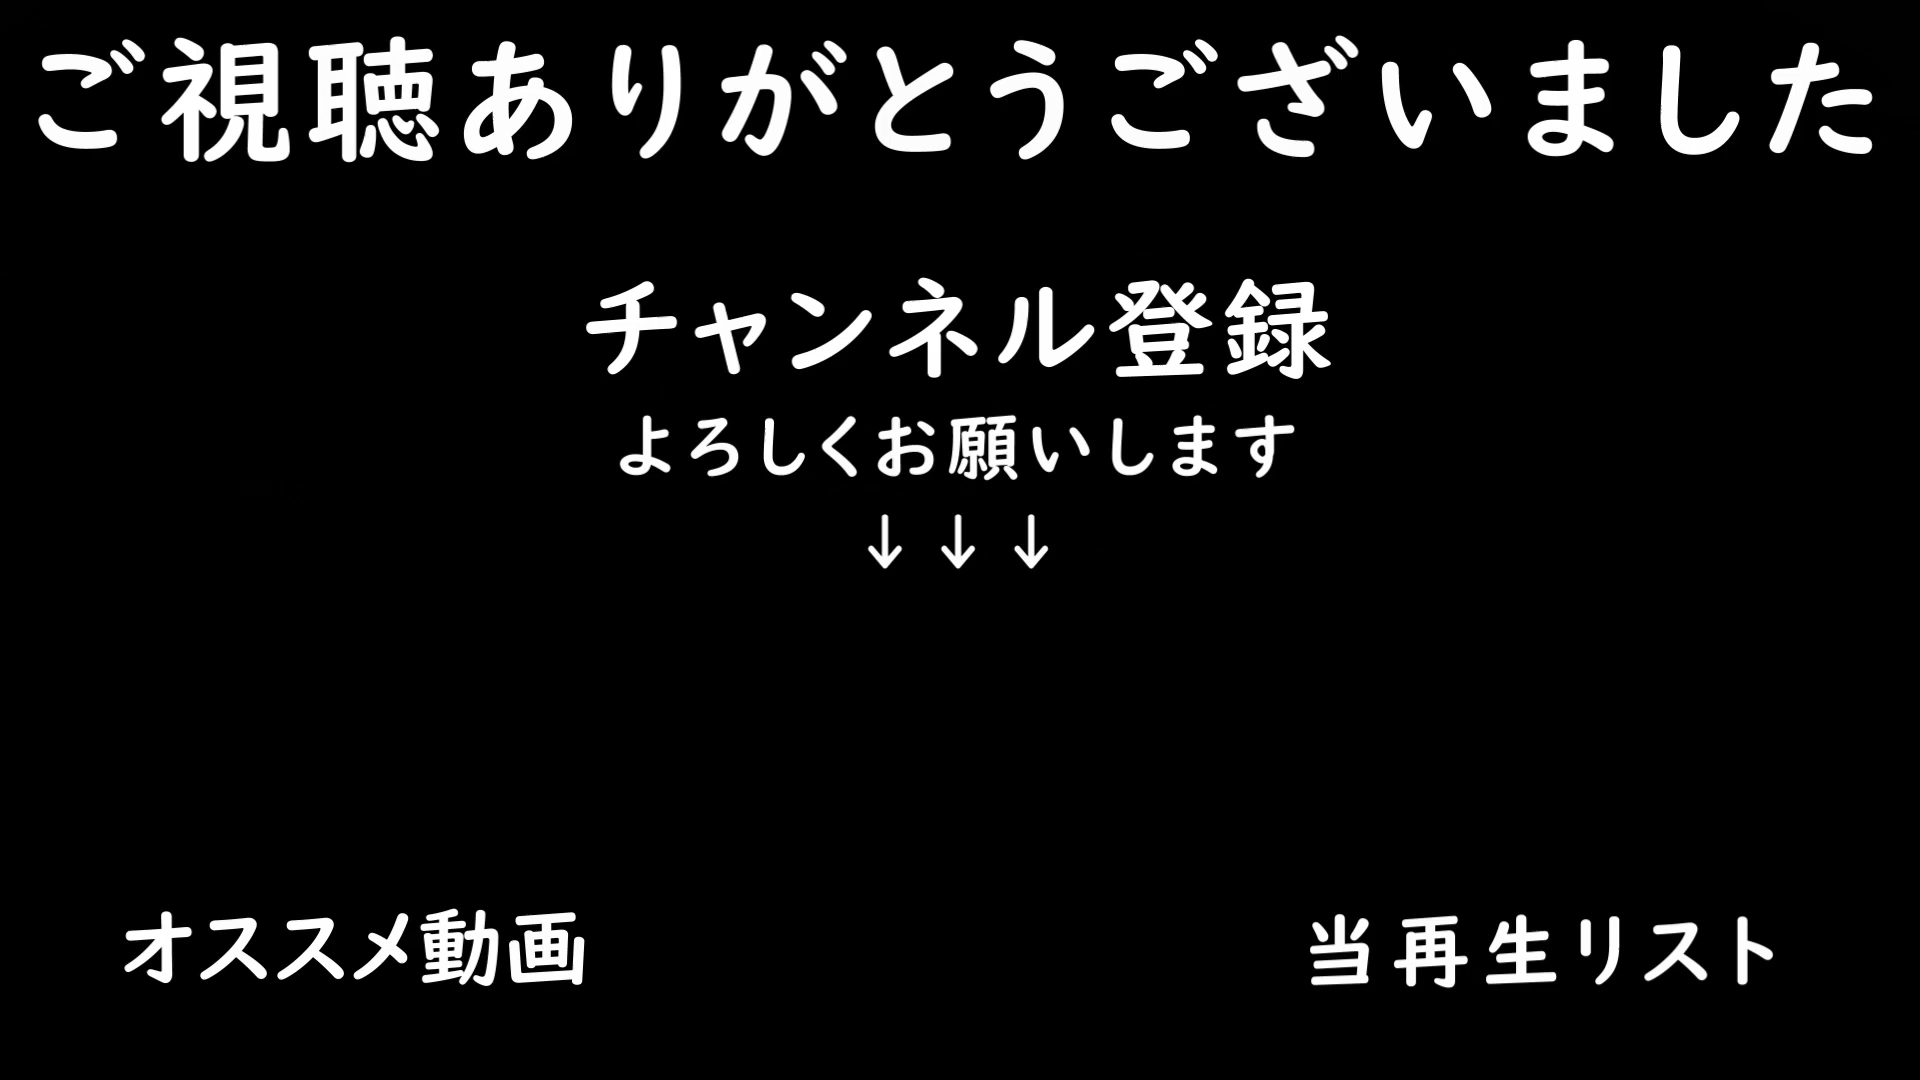 ご視聴ありがとうございました
チャンネル登録
よろしくお願いします
↓ ↓ ↓
オススメ動画
当再生リスト